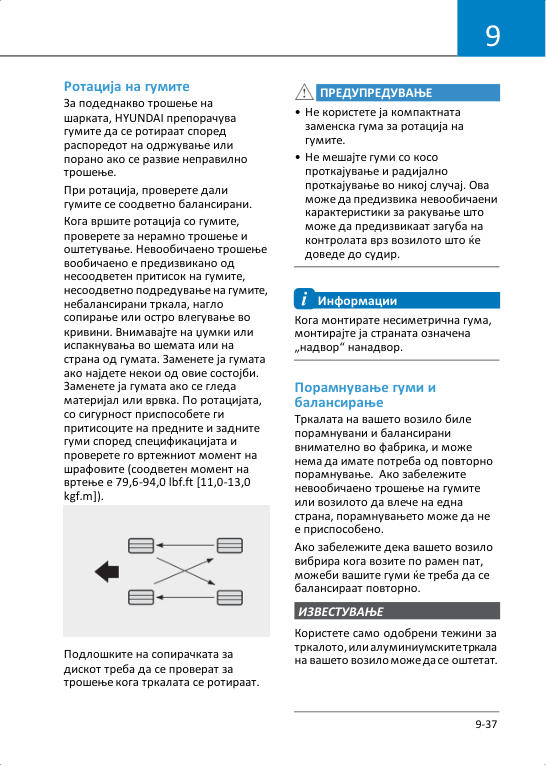 9
Ротација на гумите
За подеднакво трошење на
шарката, HYUNDAI препорачува
гумите да се ротираат според
распоредот на одржување или
порано ако се развие неправилно
трошење.
При ротација, проверете дали
гумите се соодветно балансирани.
Кога вршите ротација со гумите,
проверете за нерамно трошење и
оштетување. Невообичаено трошење
вообичаено е предизвикано од
несоодветен притисок на гумите,
несоодветно подредување на гумите,
небалансирани тркала, нагло
сопирање или остро влегување во
кривини. Внимавајте на џумки или
испакнувања во шемата или на
страна од гумата. Заменете ја гумата
ако најдете некои од овие состојби.
Заменете ја гумата ако се гледа
материјал или врвка. По ротацијата,
со сигурност приспособете ги
притисоците на предните и задните
гуми според спецификацијата и
проверете го вртежниот момент на
шрафовите (соодветен момент на
вртење е 79,6-94,0 lbf.ft [11,0-13,0
kgf.m]).
Подлошките на сопирачката за
дискот треба да се проверат за
трошење кога тркалата се ротираат.
ПРЕДУПРЕДУВАЊЕ
• Не користете ја компактната
заменска гума за ротација на
гумите.
• Не мешајте гуми со косо
проткајување и радијално
проткајување во никој случај. Ова
може да предизвика невообичаени
карактеристики за ракување што
може да предизвикаат загуба на
контролата врз возилото што ќе
доведе до судир.
i Информации
Кога монтирате несиметрична гума,
монтирајте ја страната означена
„надвор“ нанадвор.
Порамнување гуми и
балансирање
Тркалата на вашето возило биле
порамнувани и балансирани
внимателно во фабрика, и може
нема да имате потреба од повторно
порамнување. Ако забележите
невообичаено трошење на гумите
или возилото да влече на една
страна, порамнувањето може да не
е приспособено.
Ако забележите дека вашето возило
вибрира кога возите по рамен пат,
можеби вашите гуми ќе треба да се
балансираат повторно.
ИЗВЕСТУВАЊЕ
Користете само одобрени тежини за
тркалото, или алуминиумските тркала
на вашето возило може да се оштетат.
9-37